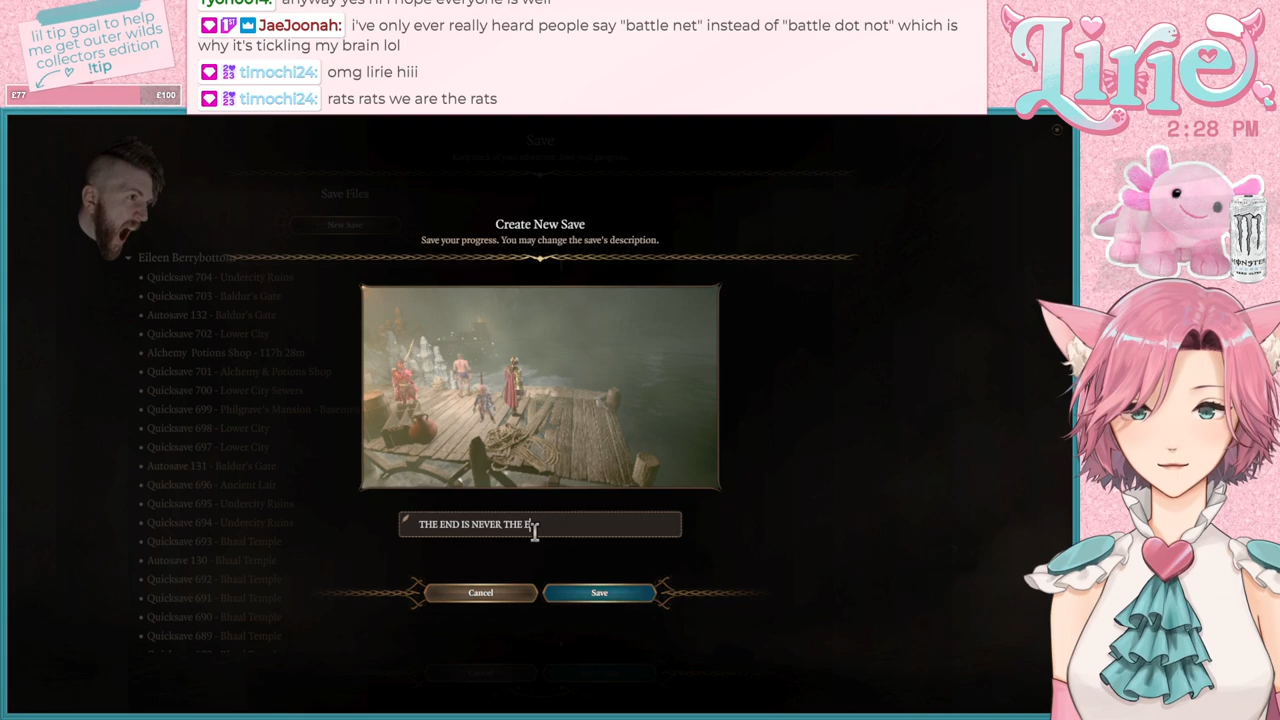 lil tip goal to help
me get outer wilds
collectors edition
!tip
£77
£100
anyway yes hi i hope everyone is well
JaeJoonah: i've only ever really heard people say "battle net" instead of "battle dot not" which is
why it's tickling my brain lol
timochi24: omg lirie hiii
timochi24: rats rats we are the rats
Lirie
2:28 PM
MONSTER
Save
Save Files
New Save
Create New Save
Save your progress. You may change the save's description.
Eileen Berrybottom
Quicksave 704 - Undercity Ruins
Quicksave 703 - Baldur's Gate
Autosave 132 - Baldur's Gate
Quicksave 702 - Lower City
Alchemy Potions Shop - 117h 28m
Quicksave 701 - Alchemy & Potions Shop
Quicksave 700 - Lower City Sewers
Quicksave 699 - Philgrave's Mansion - Basement
Quicksave 698 - Lower City
Quicksave 697 - Lower City
Autosave 131 - Baldur's Gate
Quicksave 696 - Ancient Lair
Quicksave 695 - Undercity Ruins
Quicksave 694 - Undercity Ruins
Quicksave 693 - Bhaal Temple
Autosave 130 - Bhaal Temple
Quicksave 692 - Bhaal Temple
Quicksave 691 - Bhaal Temple
Quicksave 690 - Bhaal Temple
Quicksave 689 - Bhaal Temple
THE END IS NEVER THE E
Cancel
Save
Cancel